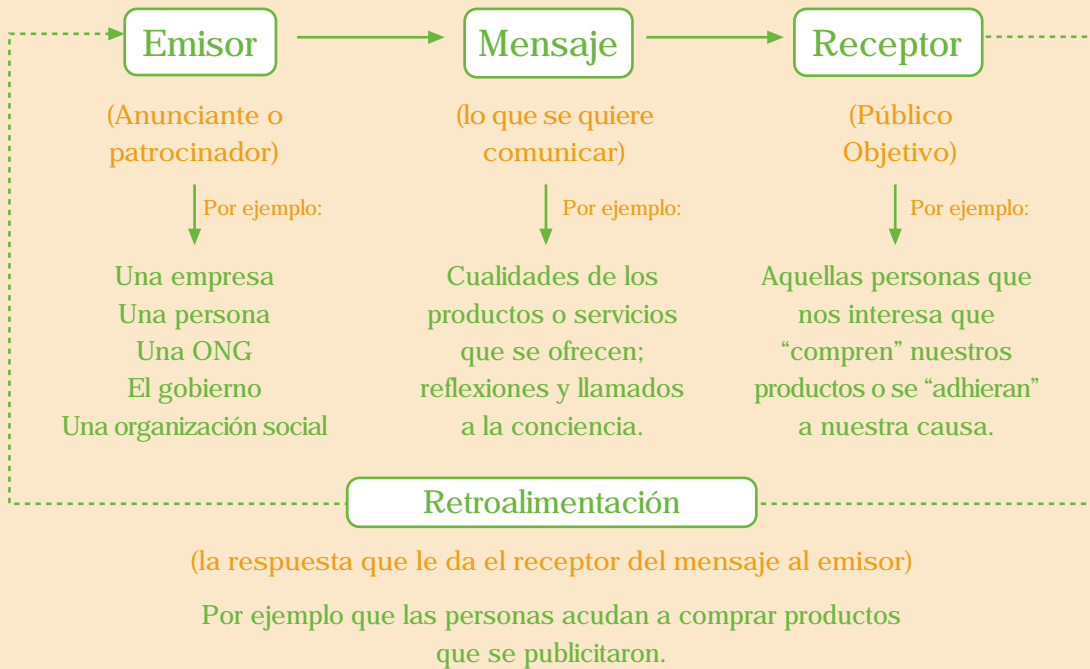 Emisor
Mensaje
Receptor
(Anunciante o
patrocinador)
(lo que se quiere
comunicar)
(Público
Objetivo)
Por ejemplo:
Por ejemplo:
Por ejemplo:
Una empresa
Una persona
Una ONG
El gobierno
Una organización social
Cualidades de los
productos o servicios
que se ofrecen;
reflexiones y llamados
a la conciencia.
Aquellas personas que
nos interesa que
“compren” nuestros
productos o se “adhieran”
a nuestra causa.
Retroalimentación
(la respuesta que le da el receptor del mensaje al emisor)
Por ejemplo que las personas acudan a comprar productos
que se publicitaron.